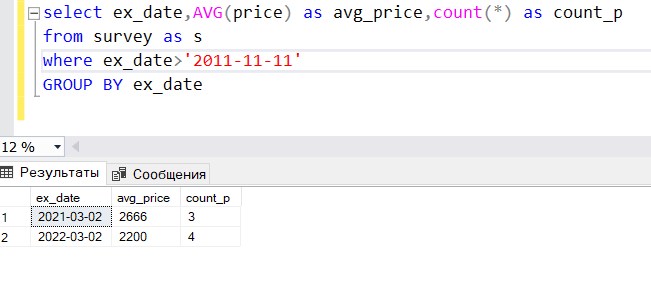 select ex_date,AVG(price) as avg_price,count(*) as count_p
from survey as s
where ex_date>'2011-11-11'
GROUP BY ex_date
12 %
Результаты Сообщения
ex_date avg_price count_p
1 2021-03-02 2666 3
2 2022-03-02 2200 4